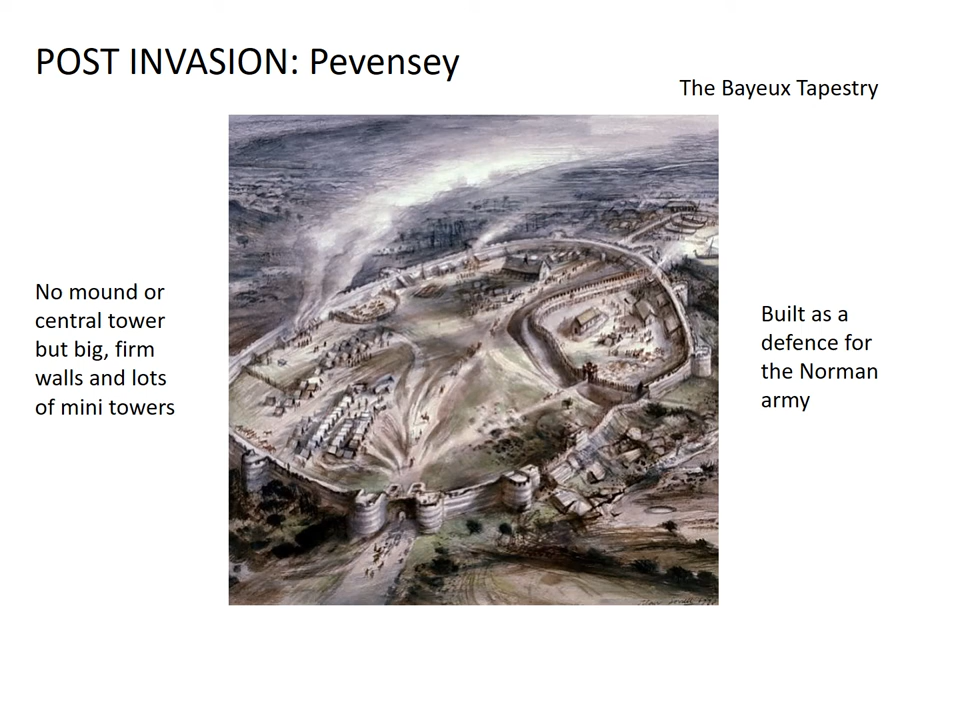 POST INVASION: Pevensey
The Bayeux Tapestry
No mound or
central tower
but big, firm
walls and lots
of mini towers
Built as a
defence for
the Norman
army